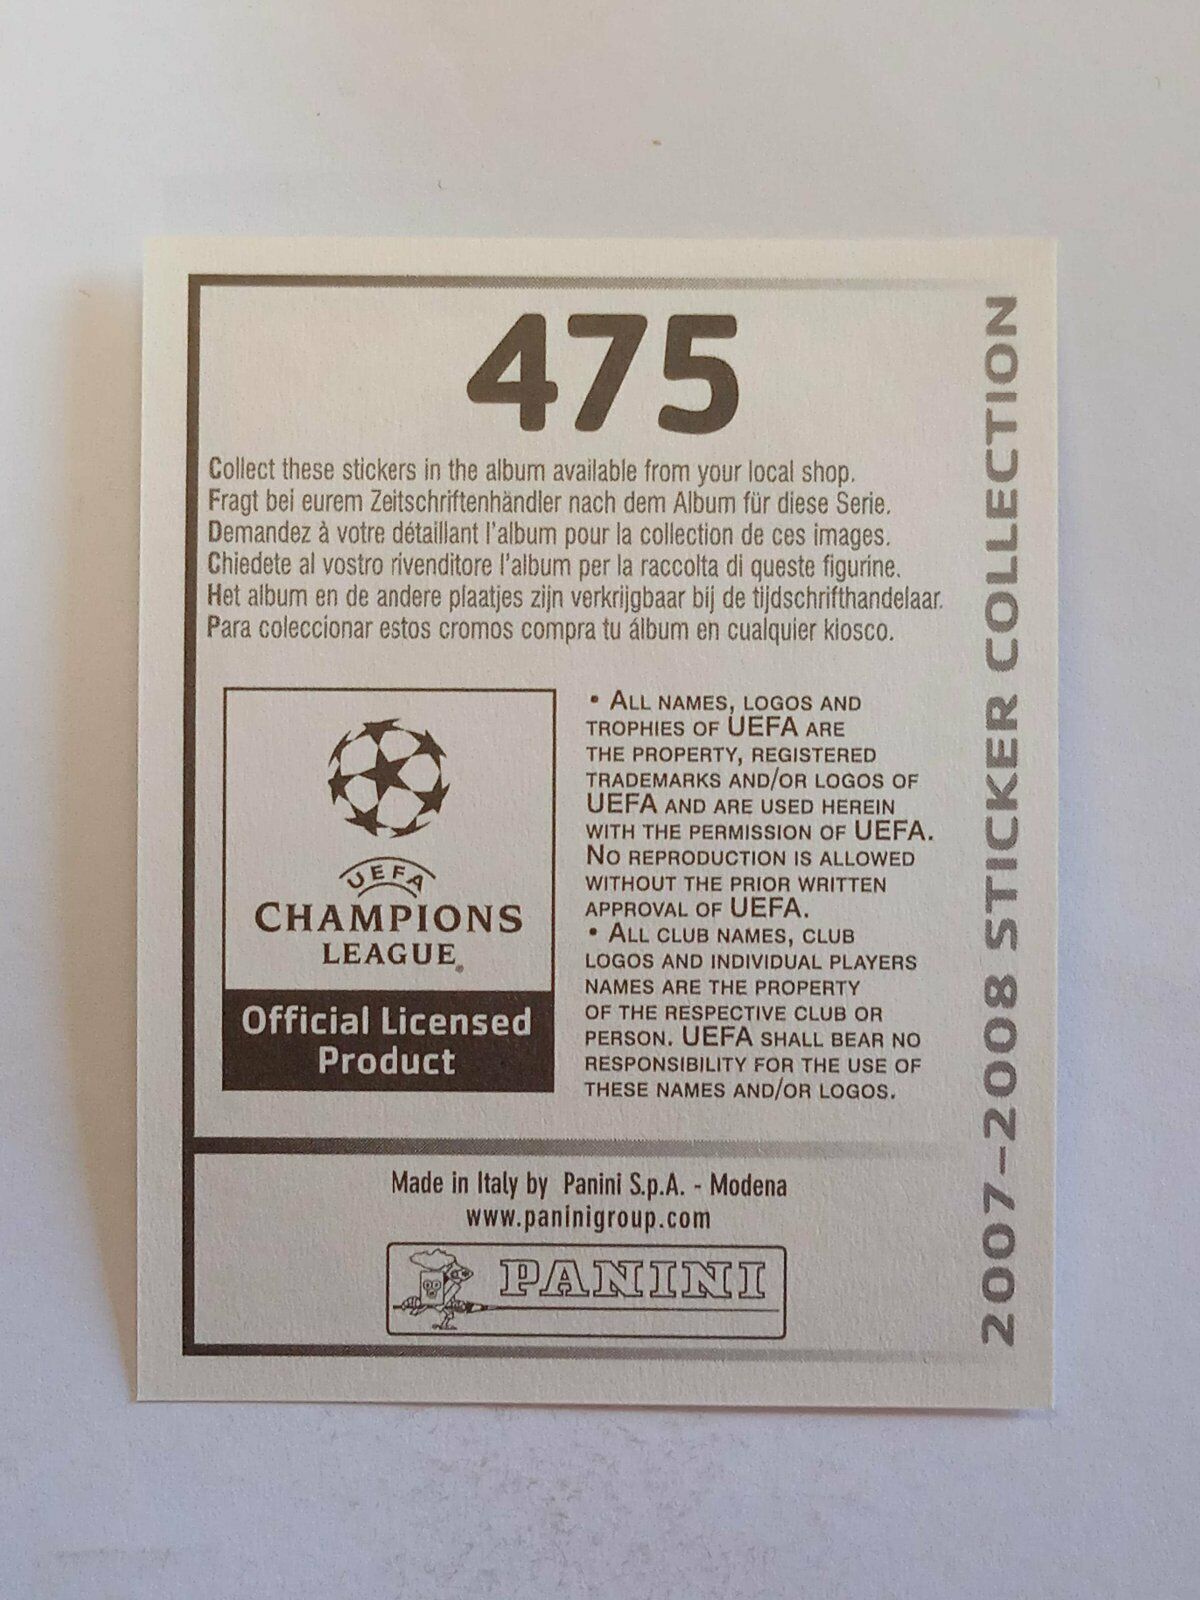 475
Collect these stickers in the album available from your local shop.
Fragt bei eurem Zeitschriftenhändler nach dem Album für diese Serie.
Demandez à votre détaillant l'album pour la collection de ces images.
Chiedete al vostro rivenditore l'album per la raccolta di queste figurine.
Het album en de andere plaatjes zijn verkrijgbaar bij de tijdschrifthandelaar.
Para coleccionar estos cromos compra tu álbum en cualquier kiosco.
UEFA
CHAMPIONS
LEAGUE®
Official Licensed
Product
• ALL NAMES, LOGOS AND
TROPHIES OF UEFA ARE
THE PROPERTY, REGISTERED
TRADEMARKS AND/OR LOGOS OF
UEFA AND ARE USED HEREIN
WITH THE PERMISSION OF UEFA.
NO REPRODUCTION IS ALLOWED
WITHOUT THE PRIOR WRITTEN
APPROVAL OF UEFA.
• ALL CLUB NAMES, CLUB
LOGOS AND INDIVIDUAL PLAYERS
NAMES ARE THE PROPERTY
OF THE RESPECTIVE CLUB OR
PERSON. UEFA SHALL BEAR NO
RESPONSIBILITY FOR THE USE OF
THESE NAMES AND/OR LOGOS.
Made in Italy by Panini S.p.A. - Modena
www.paninigroup.com
PANINI
2007-2008 STICKER COLLECTION